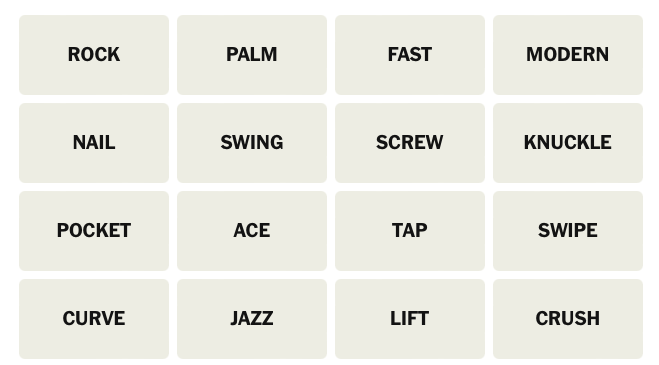 ROCK PALM FAST MODERN
NAIL SWING SCREW KNUCKLE
POCKET ACE TAP SWIPE
CURVE JAZZ LIFT CRUSH